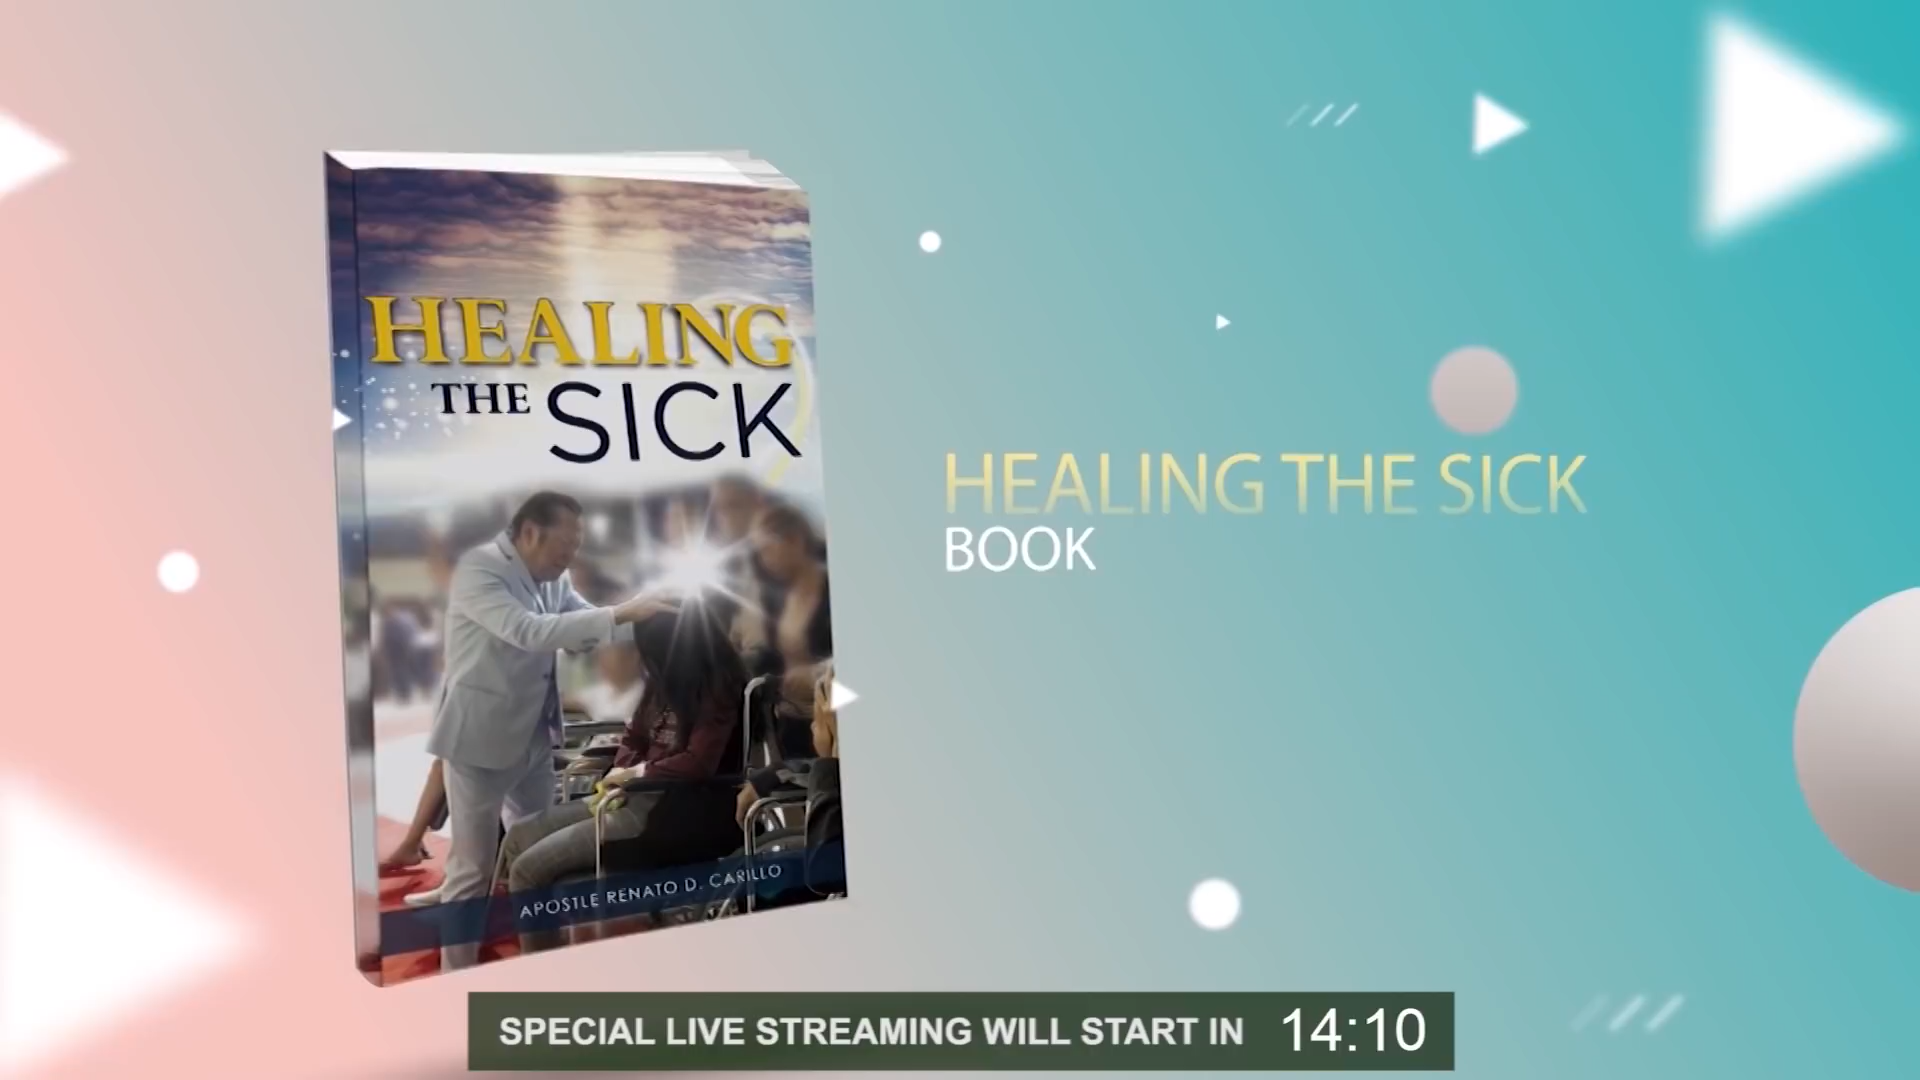 HEALING
THE SICK
APOSTLE RENATO D. CARILLO
HEALING THE SICK
BOOK
SPECIAL LIVE STREAMING WILL START IN 14:10